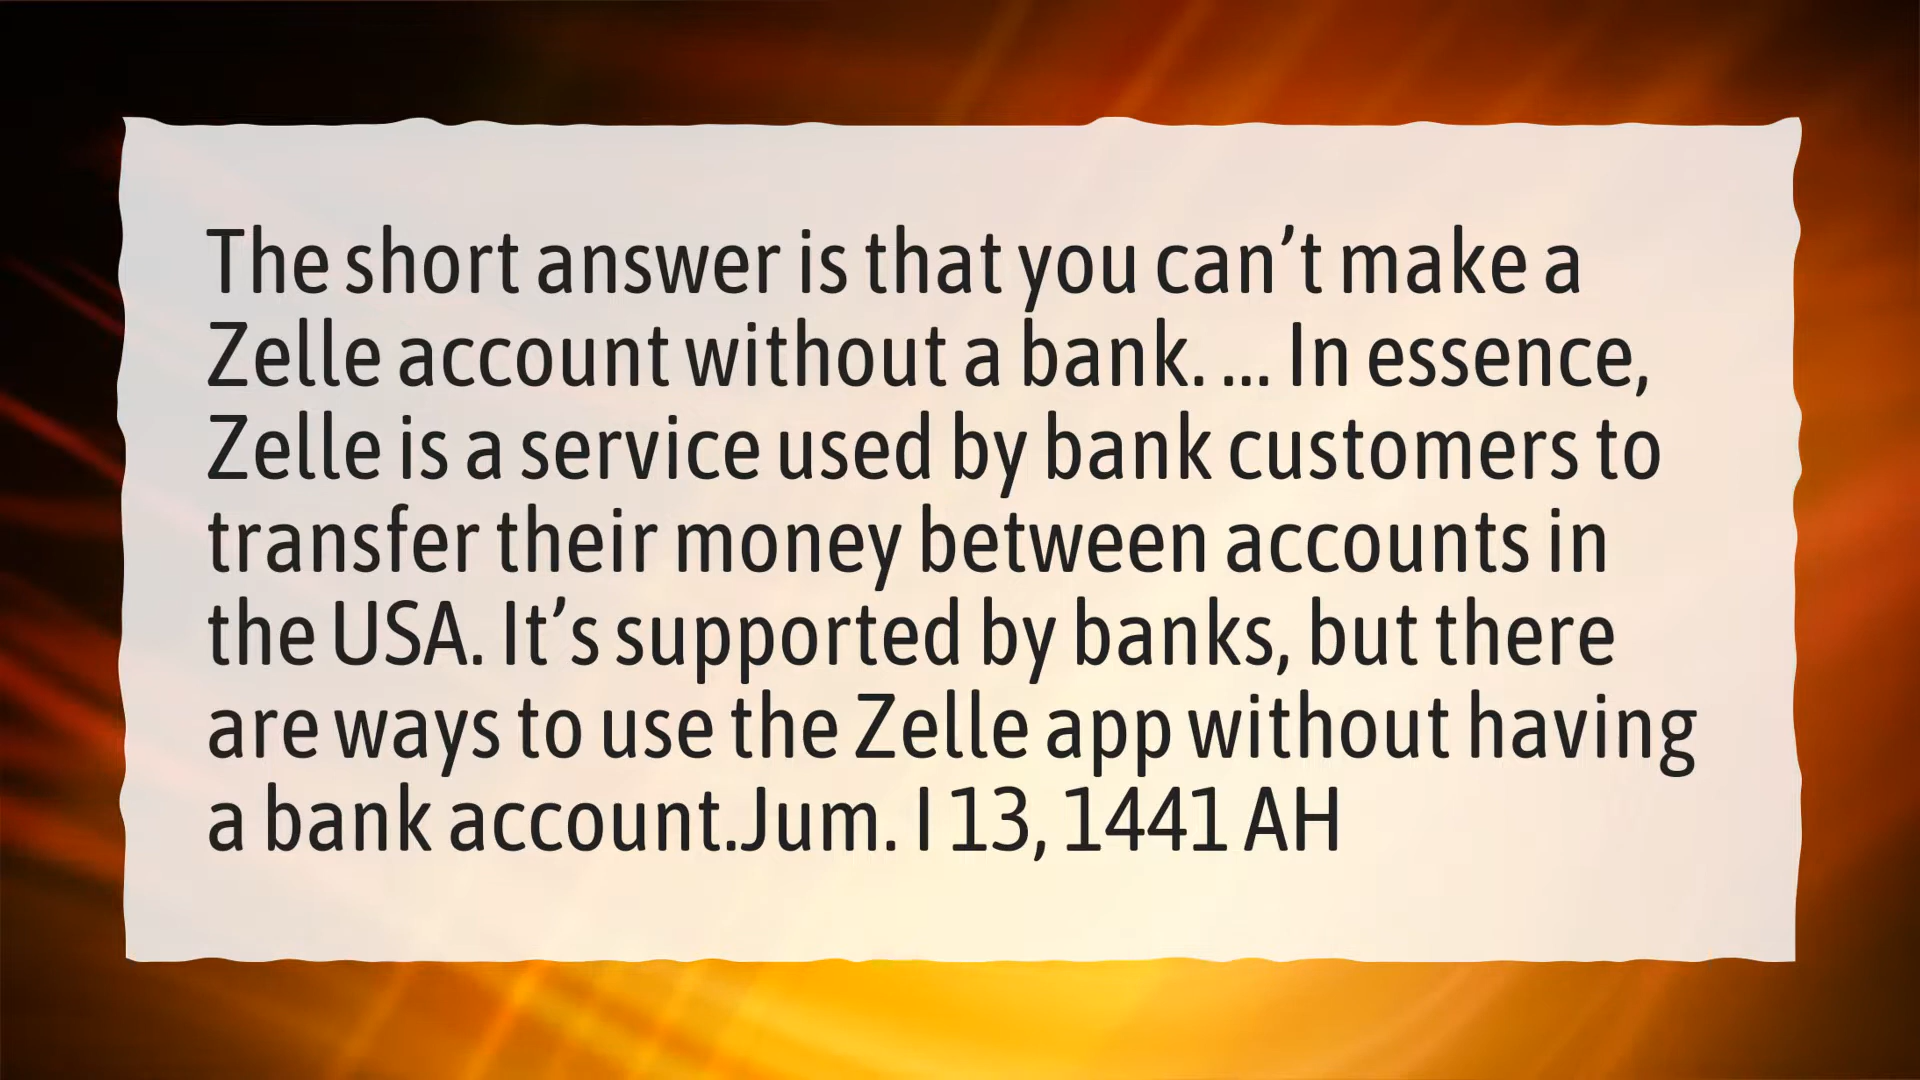 The short answer is that you can’t make a
Zelle account without a bank. ... In essence,
Zelle is a service used by bank customers to
transfer their money between accounts in
the USA. It’s supported by banks, but there
are ways to use the Zelle app without having
a bank account.Jum. I 13, 1441 AH